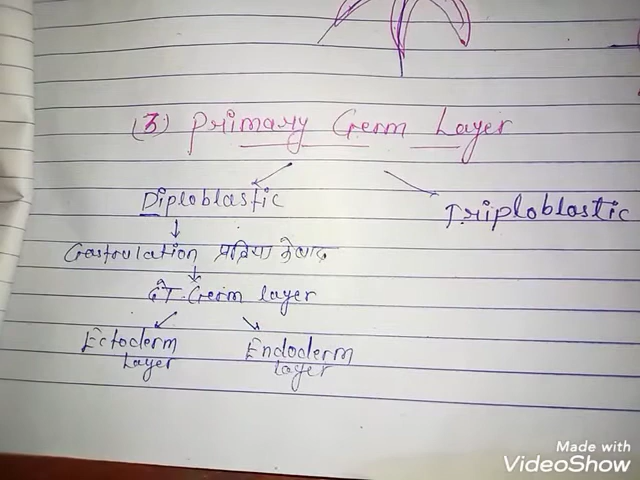 (3) Primary Germ Layer
Diploblastic
Triploblastic
Gastrulation प्रक्रिया के बाद
दो Germ layer
Ectoderm Layer
Endoderm layer
Made with
VideoShow